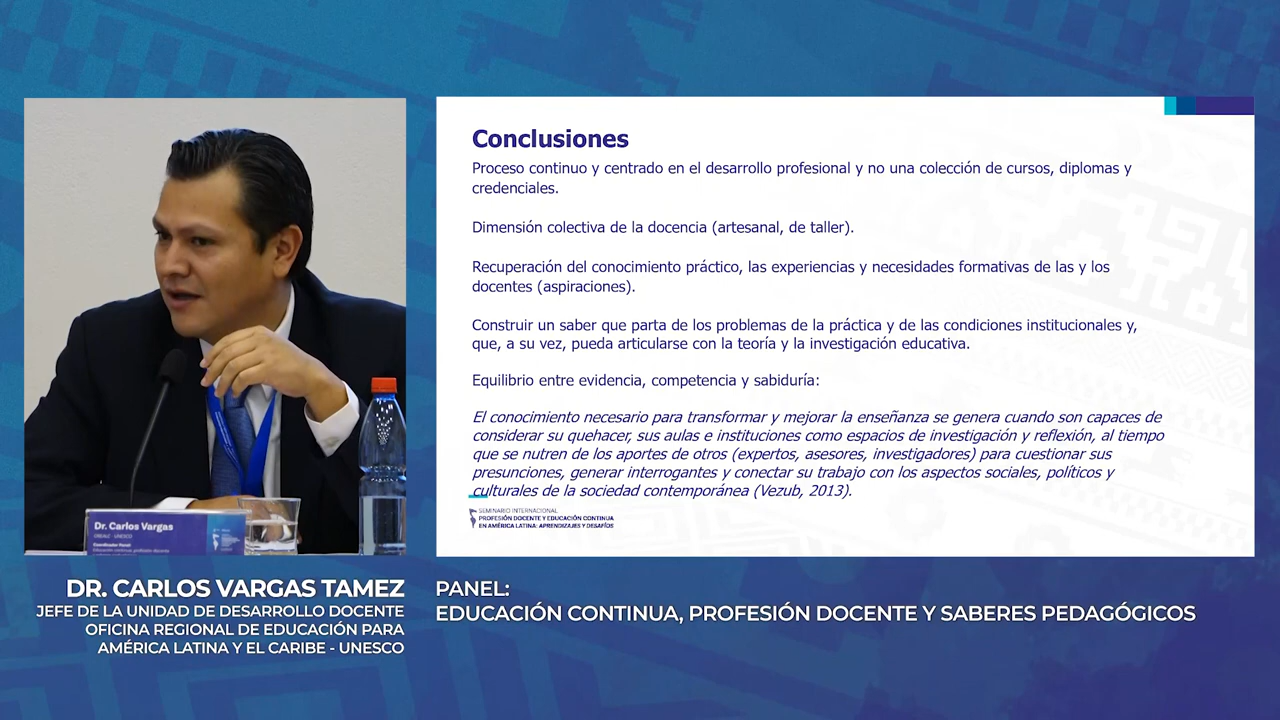 Conclusiones
Proceso continuo y centrado en el desarrollo profesional y no una colección de cursos, diplomas y
credenciales.
Dimensión colectiva de la docencia (artesanal, de taller).
Recuperación del conocimiento práctico, las experiencias y necesidades formativas de las y los
docentes (aspiraciones).
Construir un saber que parta de los problemas de la práctica y de las condiciones institucionales y,
que, a su vez, pueda articularse con la teoría y la investigación educativa.
Equilibrio entre evidencia, competencia y sabiduría:
El conocimiento necesario para transformar y mejorar la enseñanza se genera cuando son capaces de
considerar su quehacer, sus aulas e instituciones como espacios de investigación y reflexión, al tiempo
que se nutren de los aportes de otros (expertos, asesores, investigadores) para cuestionar sus
presunciones, generar interrogantes y conectar su trabajo con los aspectos sociales, políticos y
culturales de la sociedad contemporánea (Vezub, 2013).
SEMINARIO INTERNACIONAL
PROFESIÓN DOCENTE Y EDUCACIÓN CONTINUA
EN AMÉRICA LATINA: APRENDIZAJES Y DESAFÍOS
Dr. Carlos Vargas
OREALC - UNESCO
Coordinador Panel
DR. CARLOS VARGAS TAMEZ
JEFE DE LA UNIDAD DE DESARROLLO DOCENTE
OFICINA REGIONAL DE EDUCACIÓN PARA
AMÉRICA LATINA Y EL CARIBE - UNESCO
PANEL:
EDUCACIÓN CONTINUA, PROFESIÓN DOCENTE Y SABERES PEDAGÓGICOS